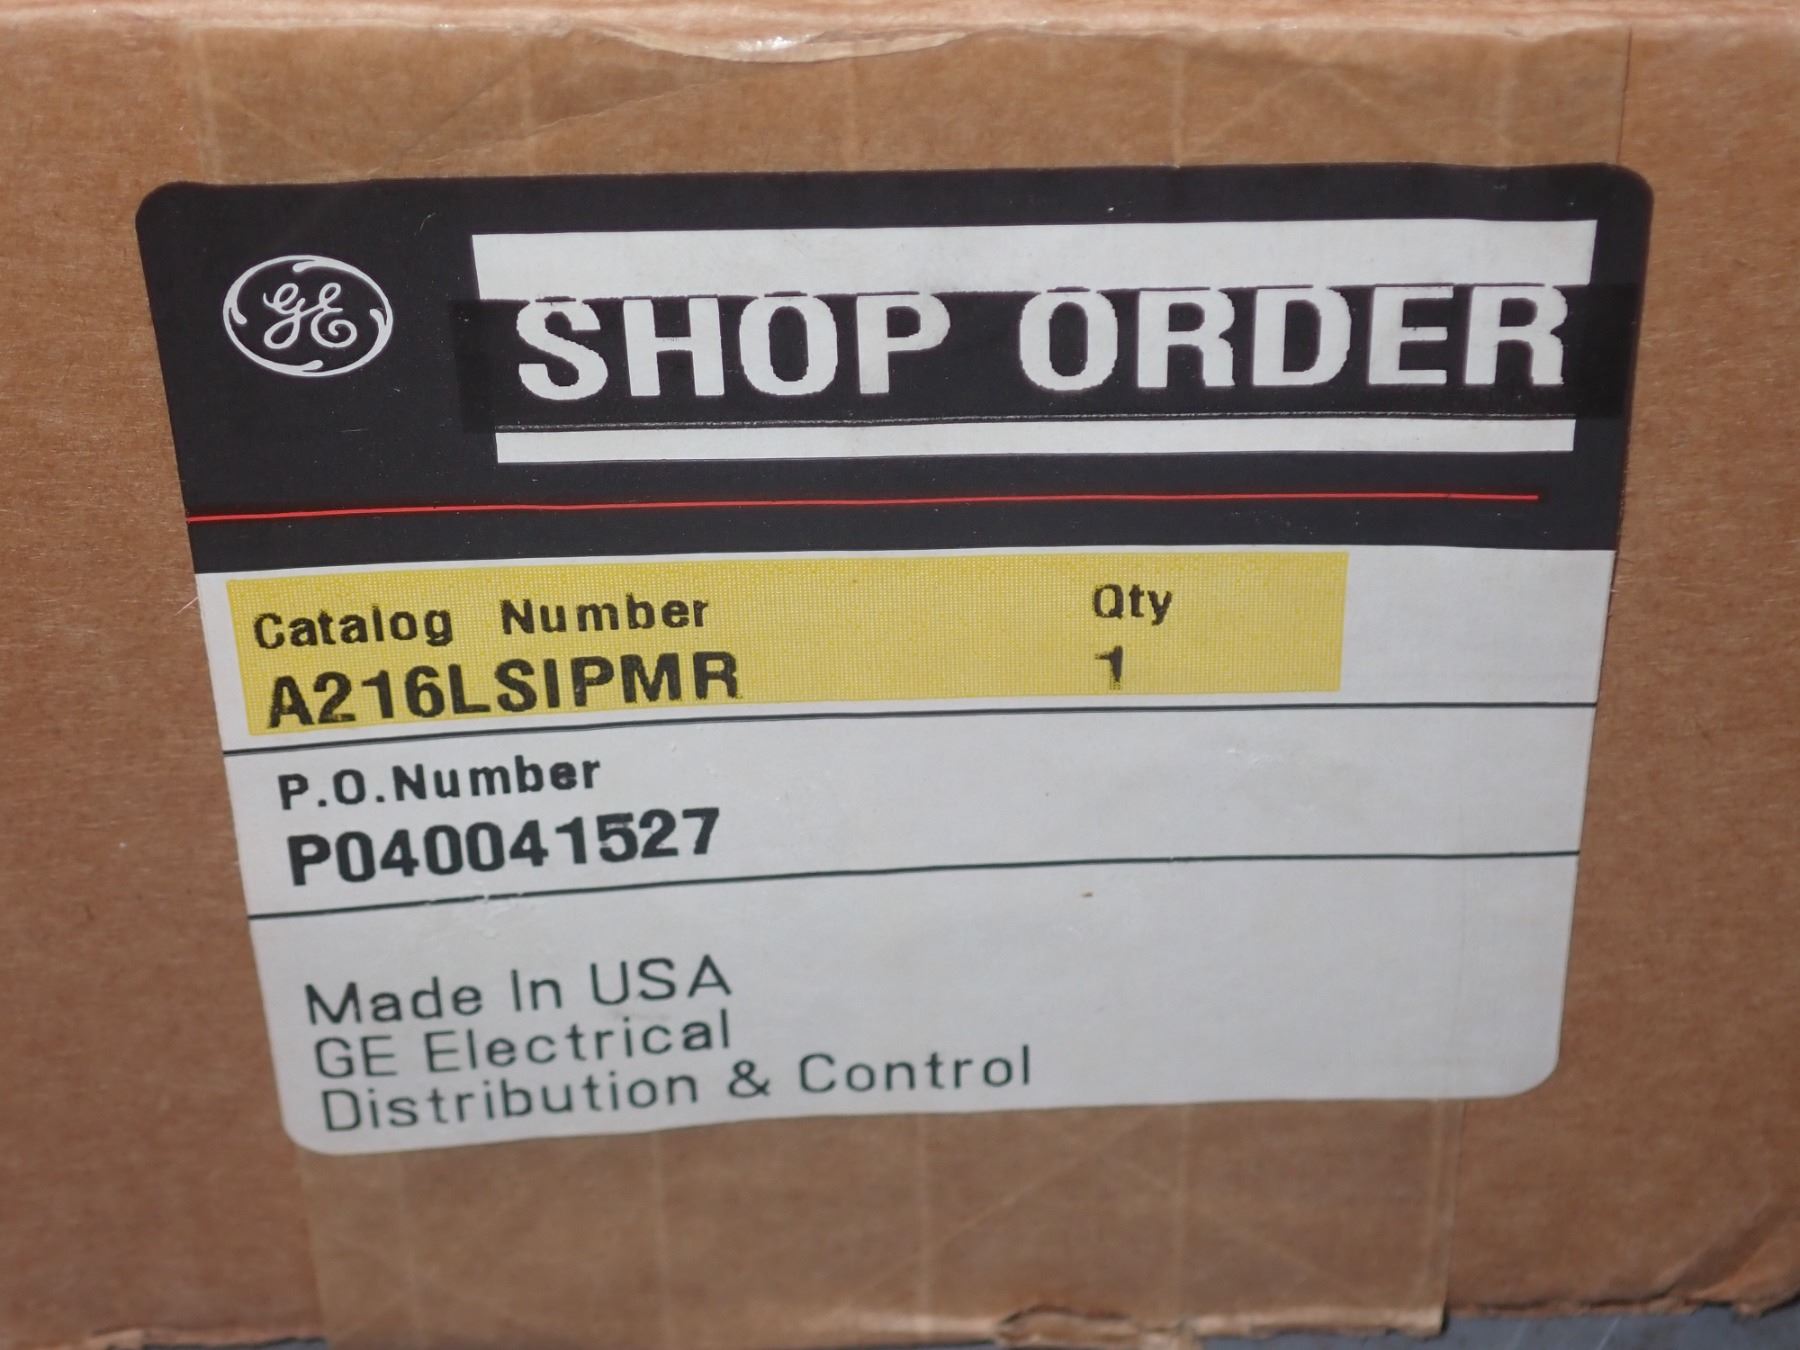 GE
SHOP ORDER
Catalog Number Qty
A216LSIPMR 1
P.O.Number
P040041527
Made In USA
GE Electrical
Distribution & Control